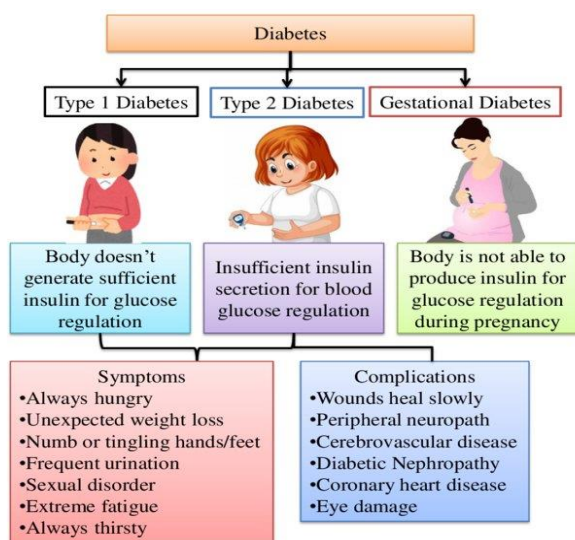 Diabetes
Type 1 Diabetes
Type 2 Diabetes
Gestational Diabetes
Body doesn't
generate sufficient
insulin for glucose
regulation
Insufficient insulin
secretion for blood
glucose regulation
Body is not able to
produce insulin for
glucose regulation
during pregnancy
Symptoms
•Always hungry
•Unexpected weight loss
•Numb or tingling hands/feet
•Frequent urination
•Sexual disorder
•Extreme fatigue
•Always thirsty
Complications
•Wounds heal slowly
•Peripheral neuropath
•Cerebrovascular disease
•Diabetic Nephropathy
•Coronary heart disease
•Eye damage